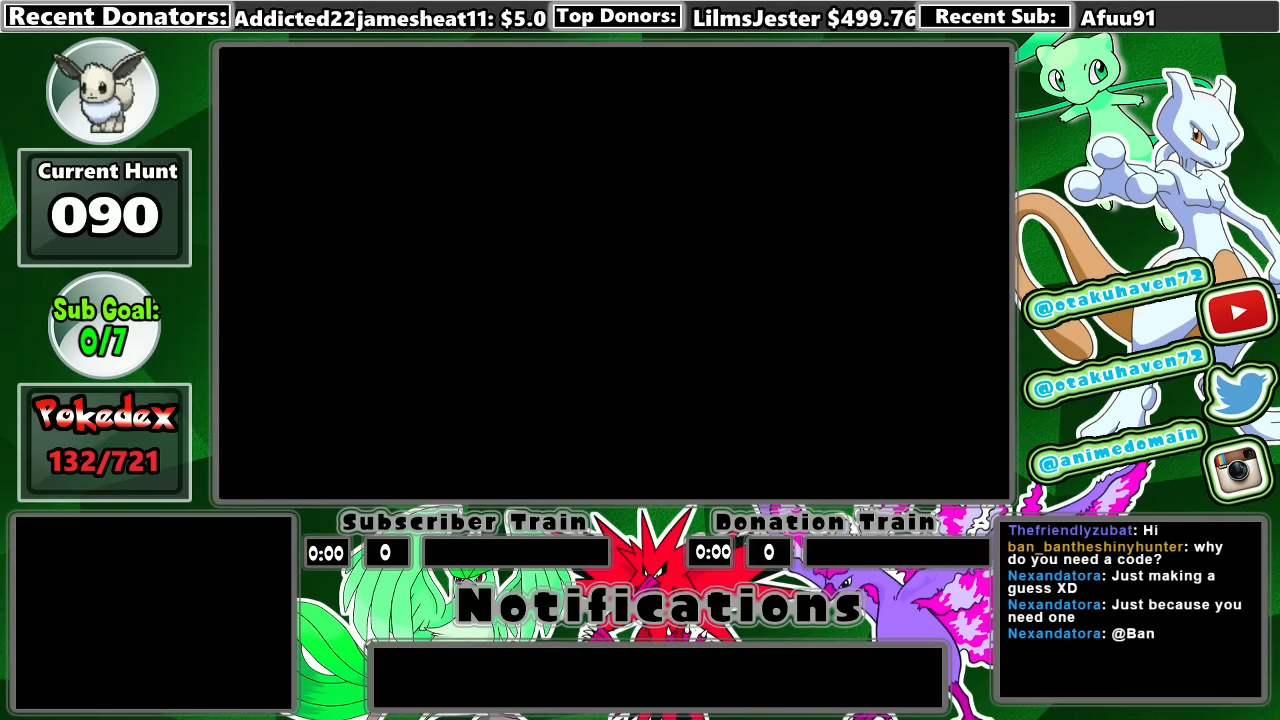 Recent Donators: Addicted22jamesheat11: $5.0 Top Donors: LilmsJester $499.76 Recent Sub: Afuu91
Current Hunt
090
Sub Goal:
0/7
Pokedex
132/721
@otakuhaven72
@otakuhaven72
@animedomain
Subscriber Train
0:00 0
Donation Train
0:00 0
Notifications
Thefriendlyzubat: Hi
ban_bantheshinyhunter: why
do you need a code?
Nexandatora: Just making a
guess XD
Nexandatora: Just because you
need one
Nexandatora: @Ban